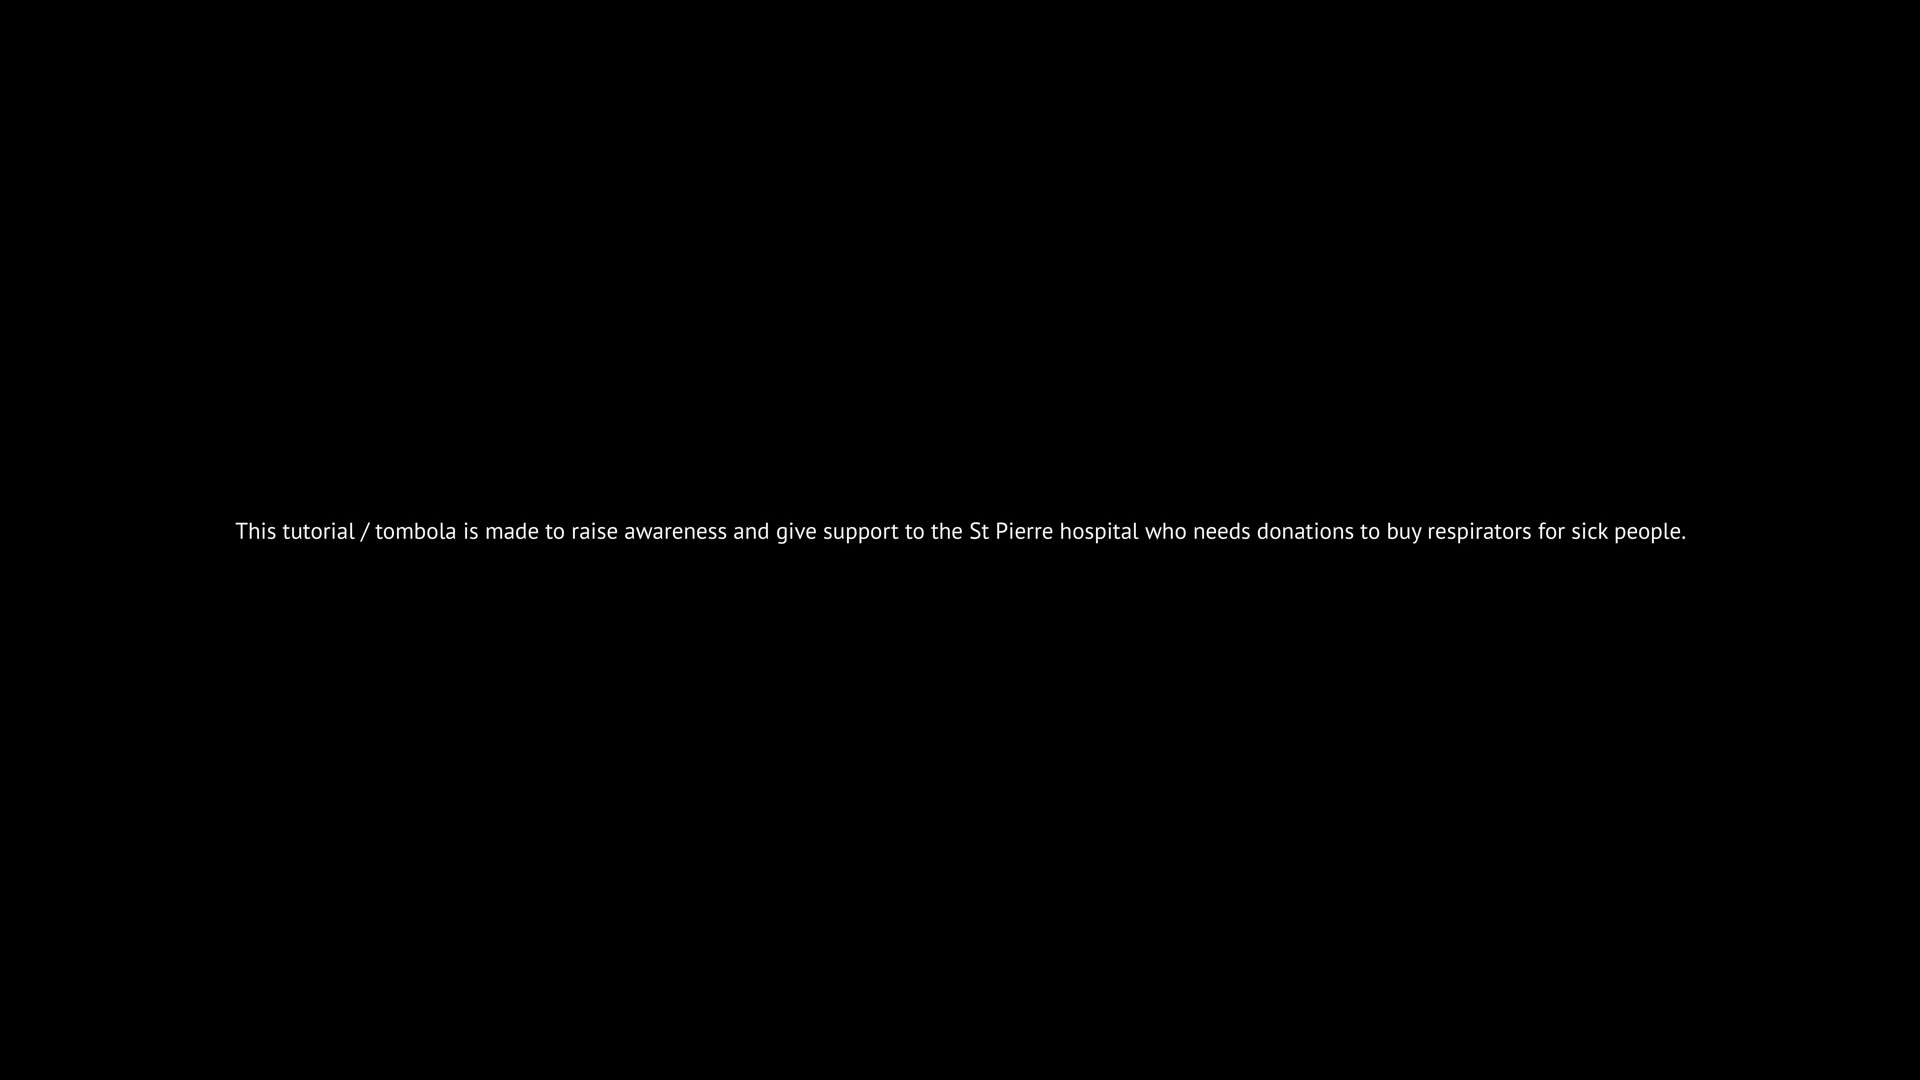 This tutorial / tombola is made to raise awareness and give support to the St Pierre hospital who needs donations to buy respirators for sick people.